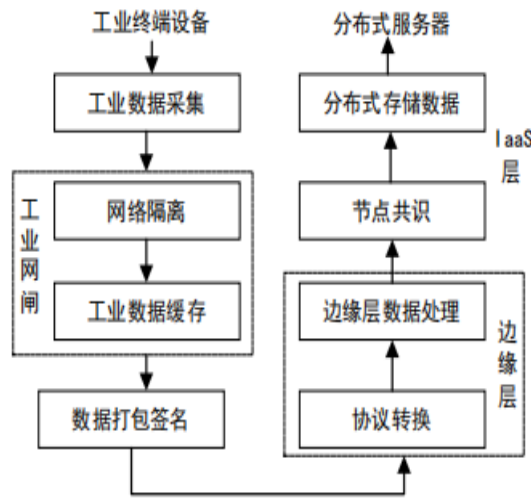 工业终端设备
工业数据采集
工业网闸
网络隔离
工业数据缓存
数据打包签名
分布式服务器
分布式存储数据
IaaS
层
节点共识
边缘层数据处理
协议转换
边缘层